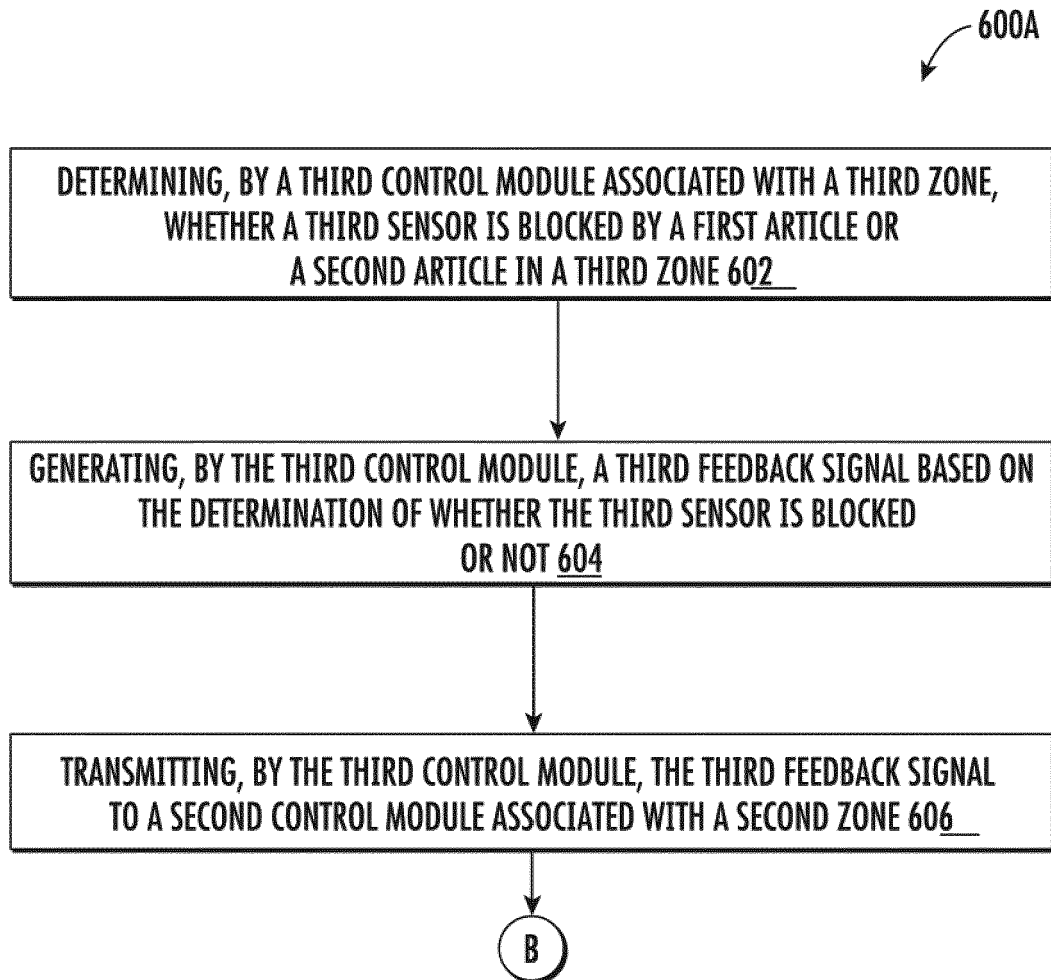 600A
DETERMINING, BY A THIRD CONTROL MODULE ASSOCIATED WITH A THIRD ZONE,
WHETHER A THIRD SENSOR IS BLOCKED BY A FIRST ARTICLE OR
A SECOND ARTICLE IN A THIRD ZONE 602
GENERATING, BY THE THIRD CONTROL MODULE, A THIRD FEEDBACK SIGNAL BASED ON
THE DETERMINATION OF WHETHER THE THIRD SENSOR IS BLOCKED
OR NOT 604
TRANSMITTING, BY THE THIRD CONTROL MODULE, THE THIRD FEEDBACK SIGNAL
TO A SECOND CONTROL MODULE ASSOCIATED WITH A SECOND ZONE 606
B